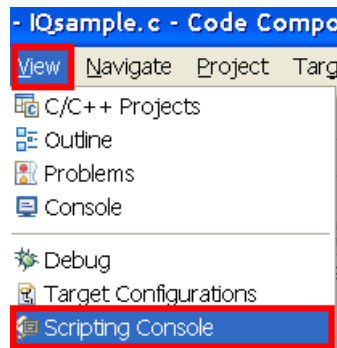 - IQsample.c - Code Compo
View Navigate Project Targ
C/C++ Projects
Outline
Problems
Console
Debug
Target Configurations
Scripting Console